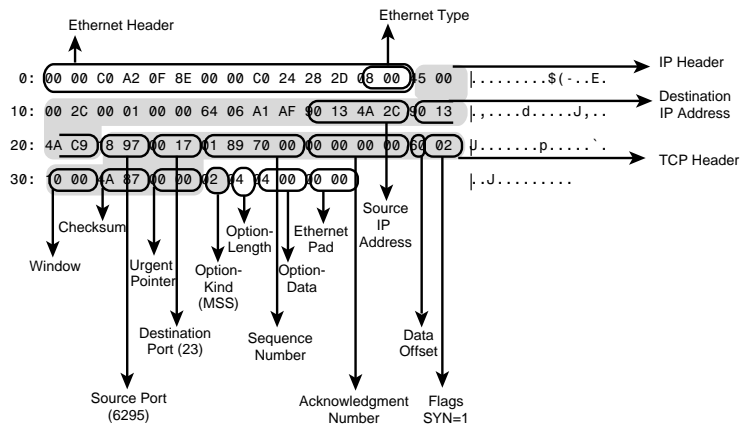 Ethernet Header
Ethernet Type
0: 00 00 C0 A2 0F 8E 00 00 C0 24 28 2D 08 00 45 00 |.........$(-..E.
IP Header
10: 00 2C 00 01 00 00 64 06 A1 AF 90 13 4A 2C 90 13 |.,....d.....J,..
Destination
IP Address
20: 4A C9 8 97 00 17 01 89 70 00 00 00 00 00 60 02 J.......p.....`.
TCP Header
30: 10 00 4A 87 00 00 02 04 04 00 00 00 |..J.........
Checksum
Window
Urgent
Pointer
Option-
Kind
(MSS)
Option-
Length
Option-
Data
Ethernet
Pad
Source
IP
Address
Destination
Port (23)
Sequence
Number
Data
Offset
Source Port
(6295)
Acknowledgment
Number
Flags
SYN=1